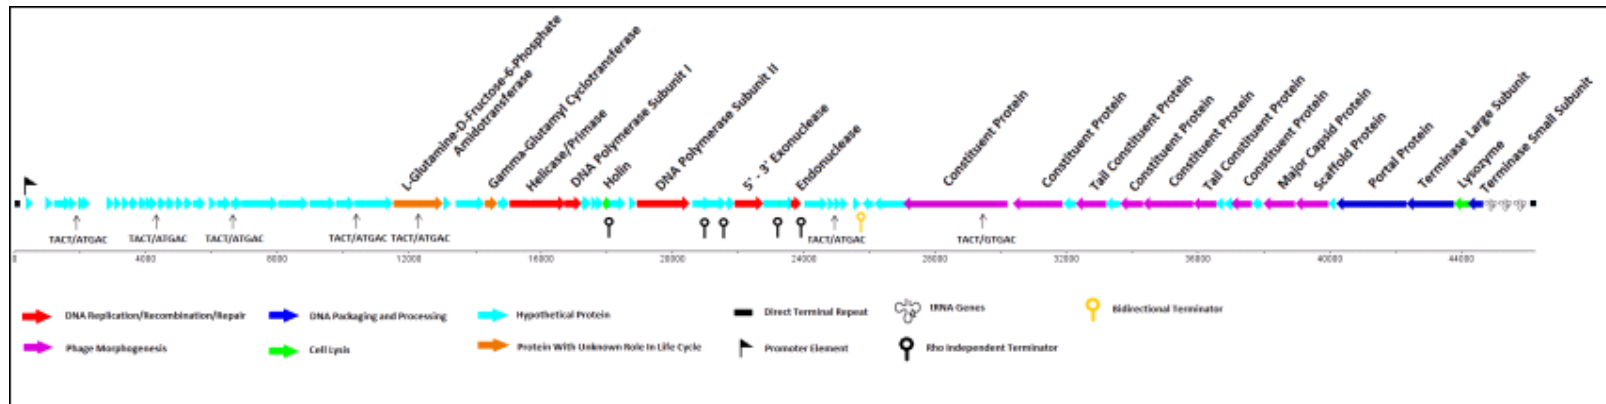 L-Glutamine-D-Fructose-6-Phosphate
Amidotransferase
Gamma-Glutamyl Cyclotransferase
Helicase/Primase
DNA Polymerase Subunit I
Holin
DNA Polymerase Subunit II
5' - 3' Exonuclease
Endonuclease
Constituent Protein
Constituent Protein
Tail Constituent Protein
Constituent Protein
Constituent Protein
Tail Constituent Protein
Constituent Protein
Major Capsid Protein
Scaffold Protein
Portal Protein
Terminase Large Subunit
Lysozyme
Terminase Small Subunit
TACT/ATGAC
TACT/ATGAC
TACT/ATGAC
TACT/ATGAC
TACT/ATGAC
TACT/ATGAC
TACT/GTGAC
0 4000 8000 12000 16000 20000 24000 28000 32000 36000 40000 44000
DNA Replication/Recombination/Repair
DNA Packaging and Processing
Hypothetical Protein
Direct Terminal Repeat
tRNA Genes
Bidirectional Terminator
Phage Morphogenesis
Cell Lysis
Protein With Unknown Role In Life Cycle
Promoter Element
Rho Independent Terminator